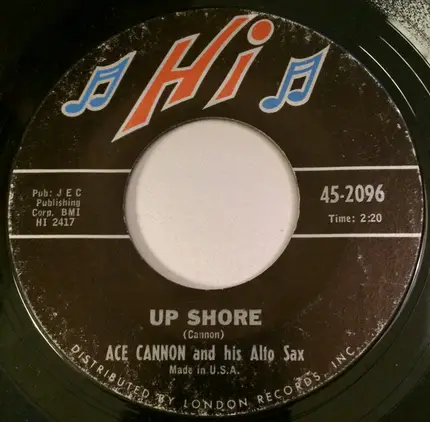 Hi
Pub: J E C
Publishing
Corp. BMI
HI 2417
45-2096
Time: 2:20
UP SHORE
(Cannon)
ACE CANNON and his Alto Sax
Made in U.S.A.
DISTRIBUTED BY LONDON RECORDS, INC.